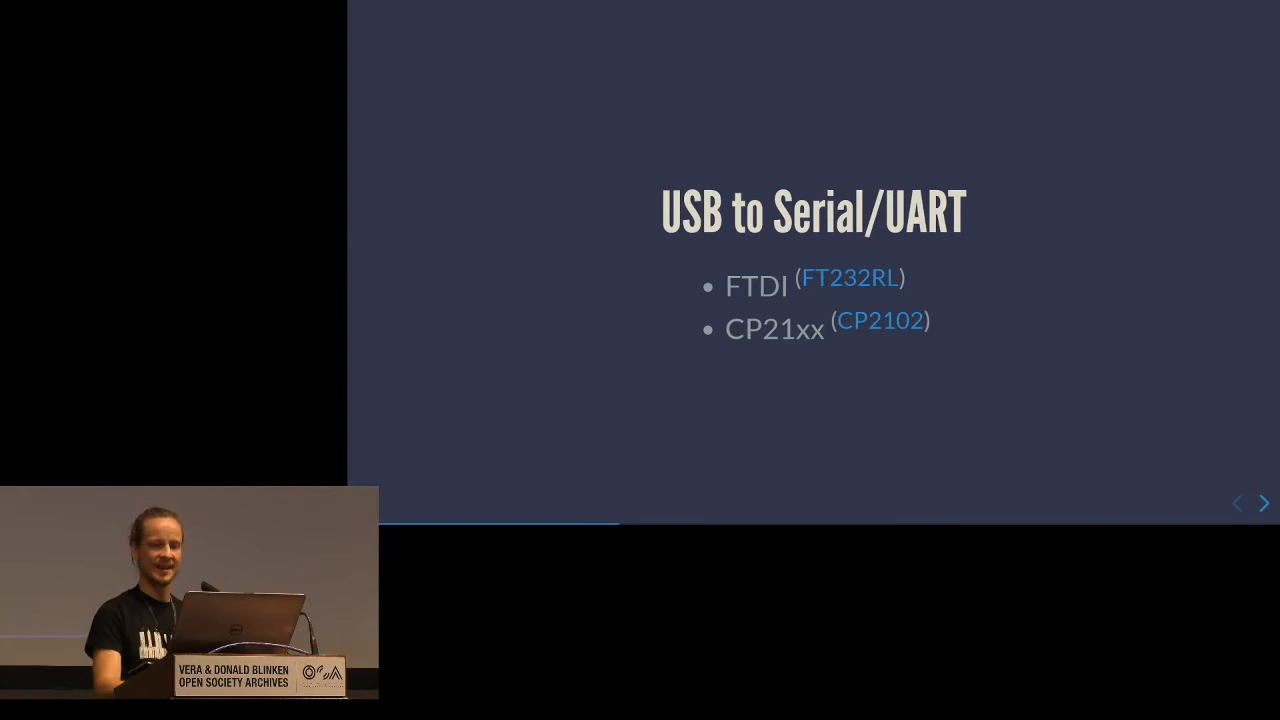 USB to Serial/UART
• FTDI (FT232RL)
• CP21xx (CP2102)
VERA & DONALD BLINKEN
OPEN SOCIETY ARCHIVES